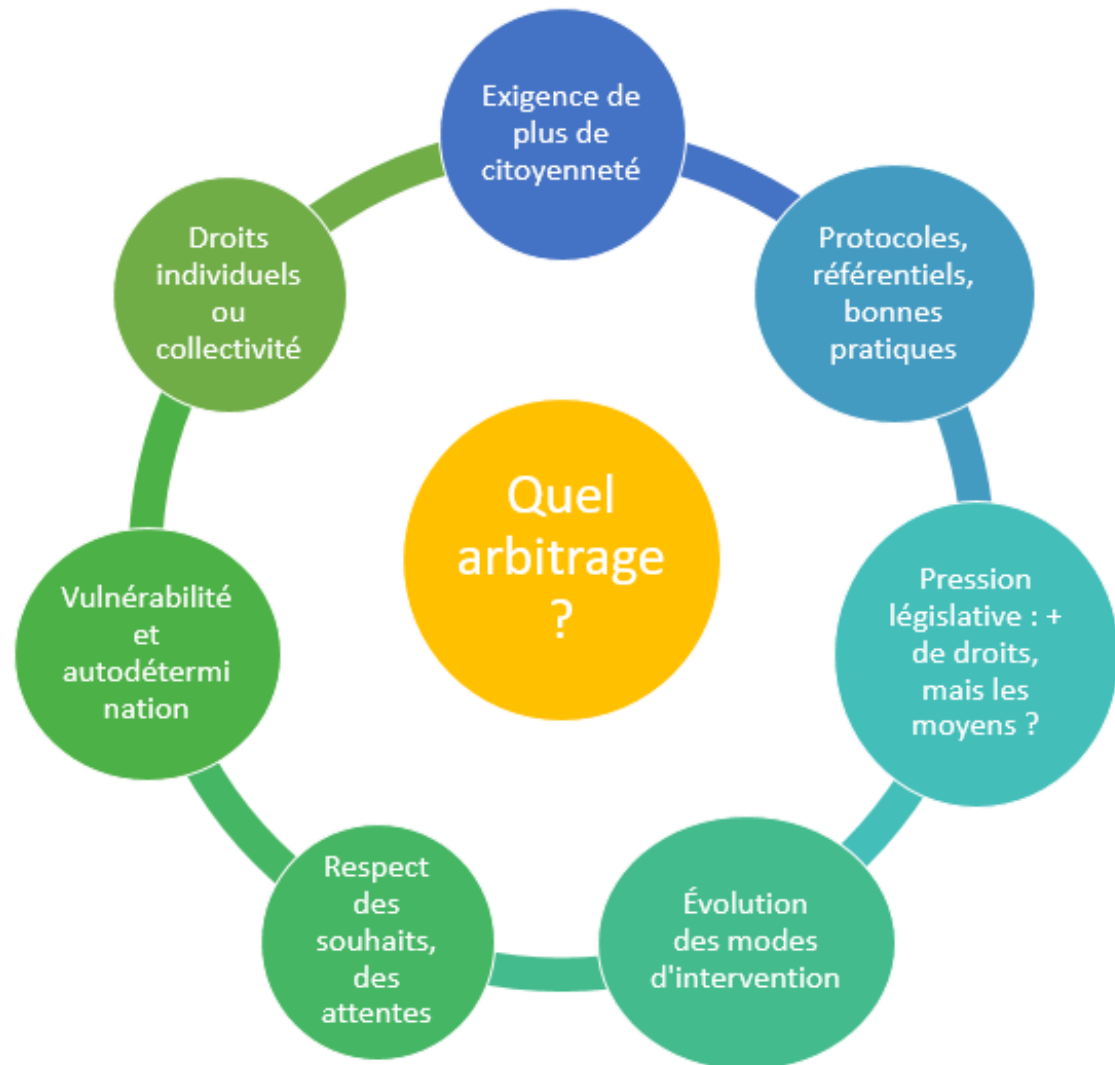 Exigence de
plus de
citoyenneté
Protocoles,
référentiels,
bonnes
pratiques
Pression
législative : +
de droits,
mais les
moyens ?
Évolution
des modes
d'intervention
Respect
des
souhaits,
des
attentes
Vulnérabilité
et
autodétermi
nation
Droits
individuels
ou
collectivité
Quel
arbitrage
?